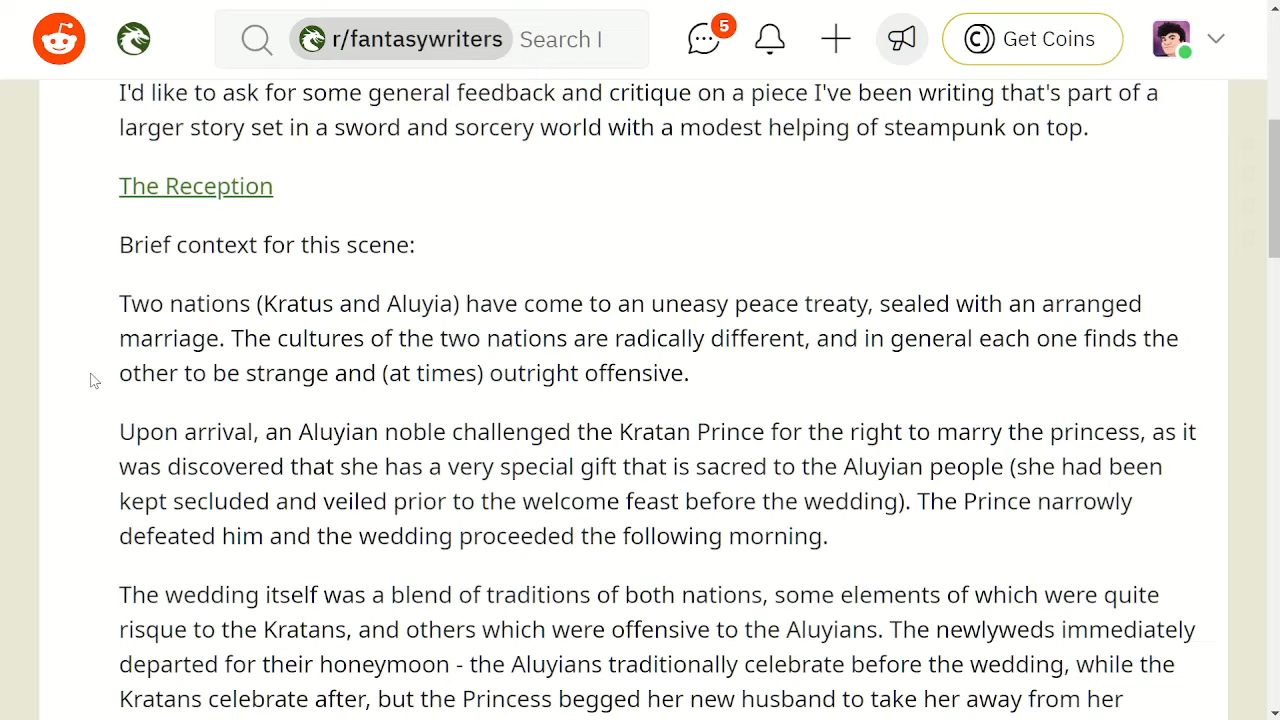 5
r/fantasywriters
Search I
Get Coins
I'd like to ask for some general feedback and critique on a piece I've been writing that's part of a
larger story set in a sword and sorcery world with a modest helping of steampunk on top.
The Reception
Brief context for this scene:
Two nations (Kratus and Aluyia) have come to an uneasy peace treaty, sealed with an arranged
marriage. The cultures of the two nations are radically different, and in general each one finds the
other to be strange and (at times) outright offensive.
Upon arrival, an Aluyian noble challenged the Kratan Prince for the right to marry the princess, as it
was discovered that she has a very special gift that is sacred to the Aluyian people (she had been
kept secluded and veiled prior to the welcome feast before the wedding). The Prince narrowly
defeated him and the wedding proceeded the following morning.
The wedding itself was a blend of traditions of both nations, some elements of which were quite
risque to the Kratans, and others which were offensive to the Aluyians. The newlyweds immediately
departed for their honeymoon - the Aluyians traditionally celebrate before the wedding, while the
Kratans celebrate after, but the Princess begged her new husband to take her away from her